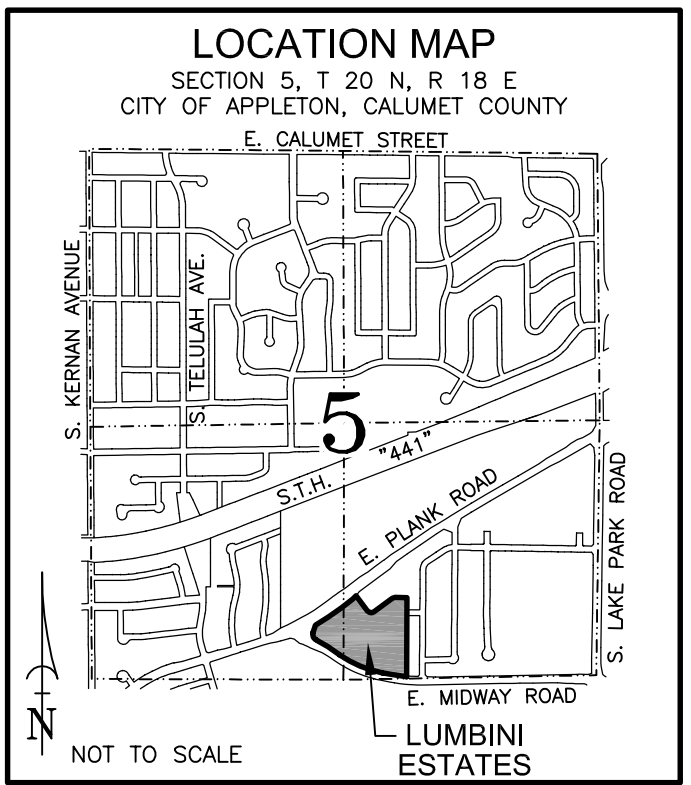 LOCATION MAP
SECTION 5, T 20 N, R 18 E
CITY OF APPLETON, CALUMET COUNTY
E. CALUMET STREET
S. KERNAN AVENUE
S. TELULAH AVE.
5
S.T.H. "441"
E. PLANK ROAD
S. LAKE PARK ROAD
E. MIDWAY ROAD
N
NOT TO SCALE
LUMBINI
ESTATES